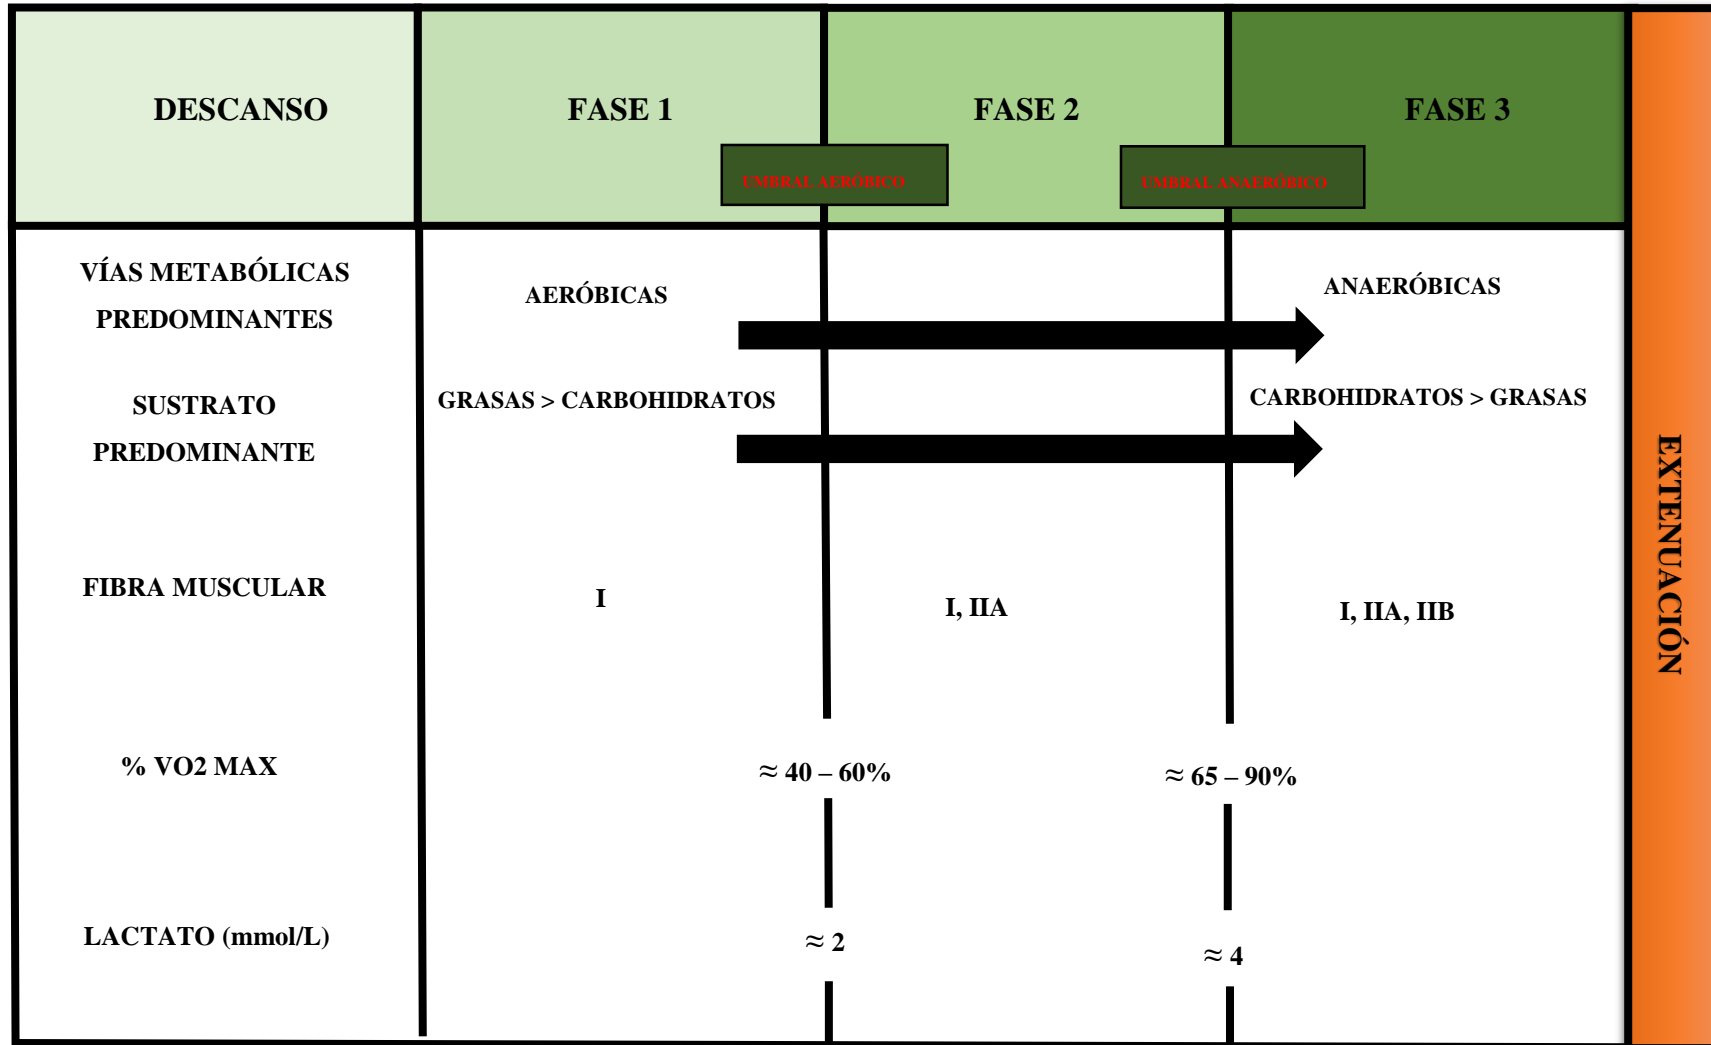 DESCANSO
FASE 1
FASE 2
FASE 3
UMBRAL AERÓBICO
UMBRAL ANAERÓBICO
VÍAS METABÓLICAS
PREDOMINANTES
AERÓBICAS
ANAERÓBICAS
SUSTRATO
PREDOMINANTE
GRASAS > CARBOHIDRATOS
CARBOHIDRATOS > GRASAS
FIBRA MUSCULAR
I
I, IIA
I, IIA, IIB
% VO2 MAX
≈ 40 – 60%
≈ 65 – 90%
LACTATO (mmol/L)
≈ 2
≈ 4
EXTENUACIÓN